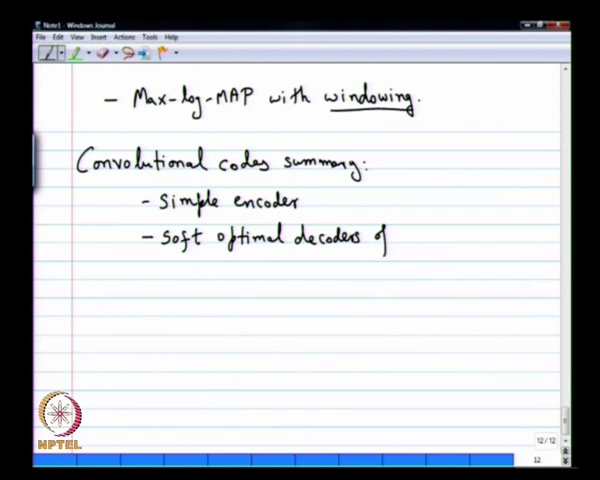 Note1 - Windows Journal
File Edit View Insert Actions Tools Help
- Max-log-MAP with windowing.
Convolutional codes summary:
- simple encoder
- soft optimal decoders of
NPTEL
12/12
12